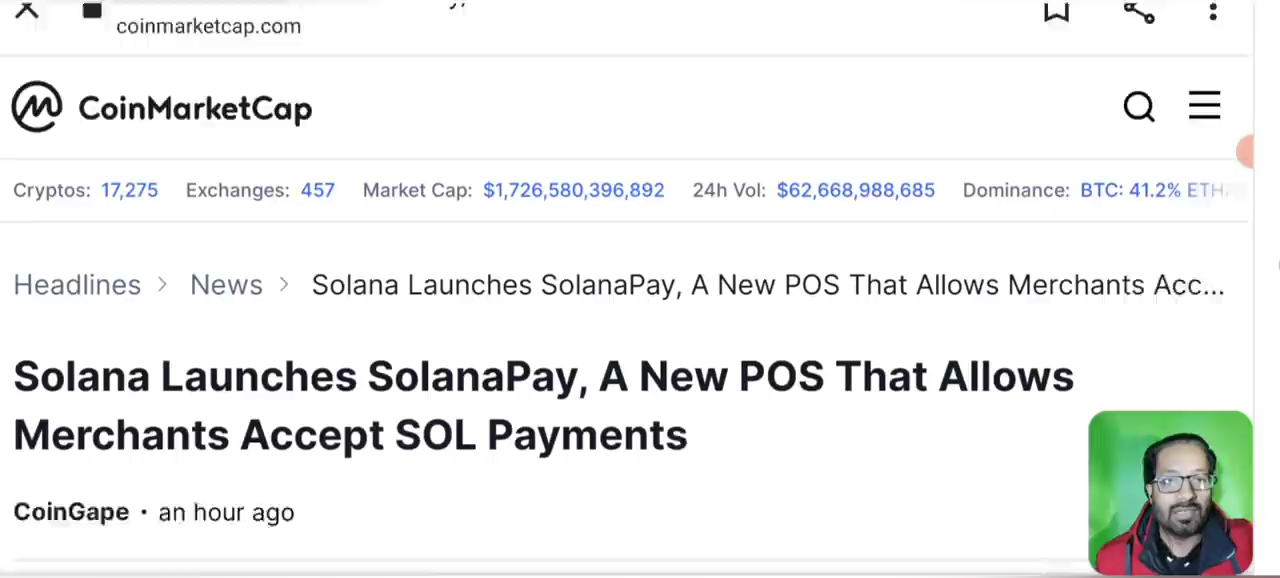 coinmarketcap.com
CoinMarketCap
Cryptos: 17,275 Exchanges: 457 Market Cap: $1,726,580,396,892 24h Vol: $62,668,988,685 Dominance: BTC: 41.2% ETH
Headlines > News > Solana Launches SolanaPay, A New POS That Allows Merchants Acc...
Solana Launches SolanaPay, A New POS That Allows
Merchants Accept SOL Payments
CoinGape · an hour ago